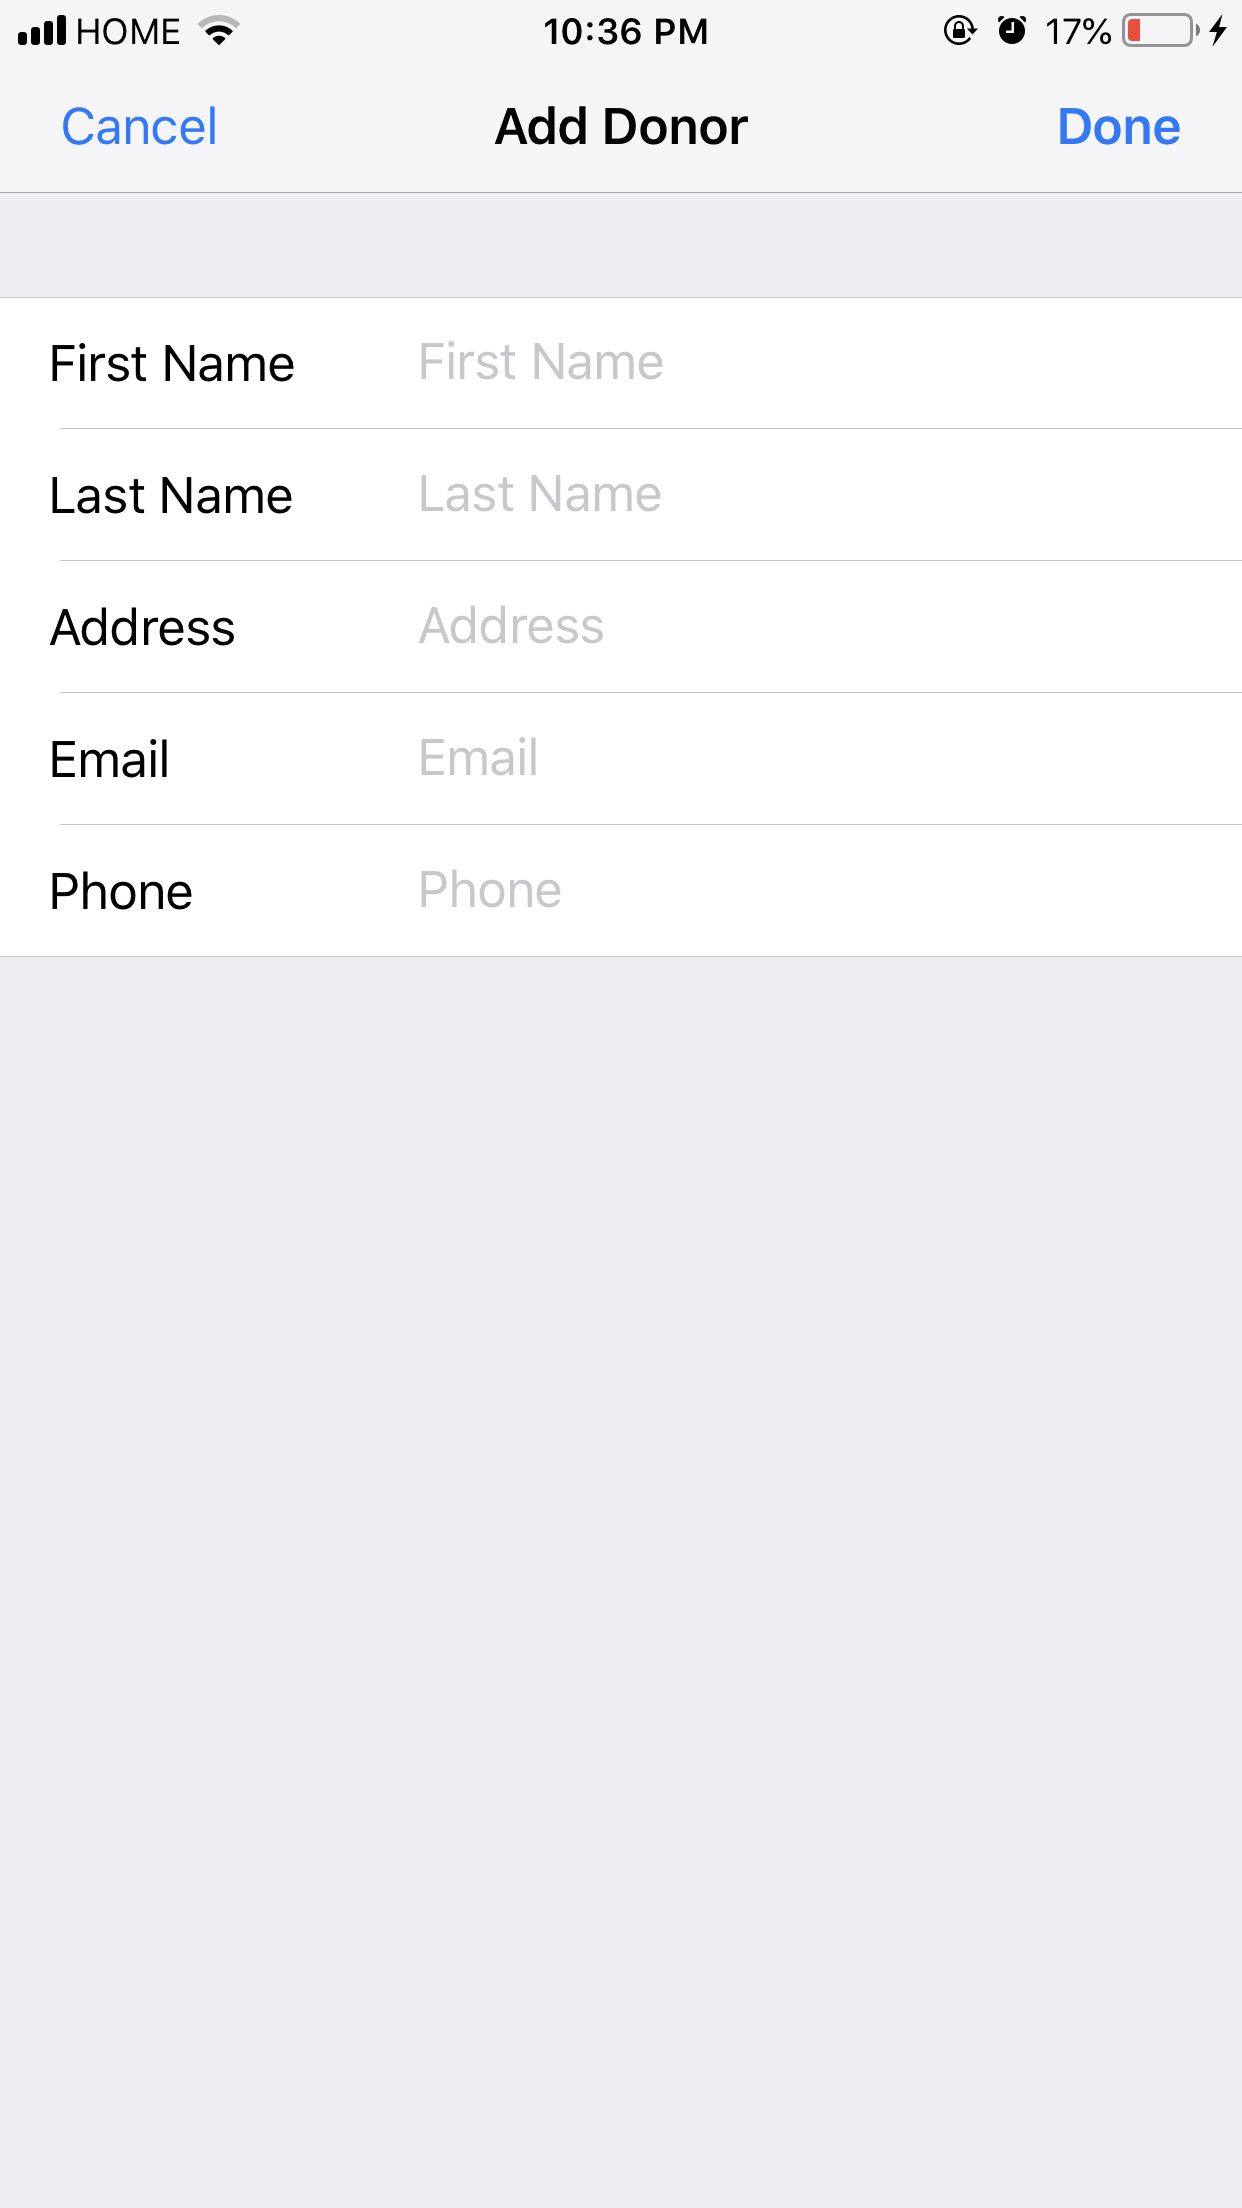 HOME 10:36 PM 17%
Cancel Add Donor Done
First Name First Name
Last Name Last Name
Address Address
Email Email
Phone Phone